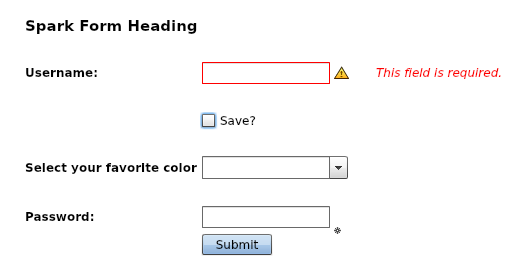 Spark Form Heading
Username: This field is required.
Save?
Select your favorite color
Password:
Submit